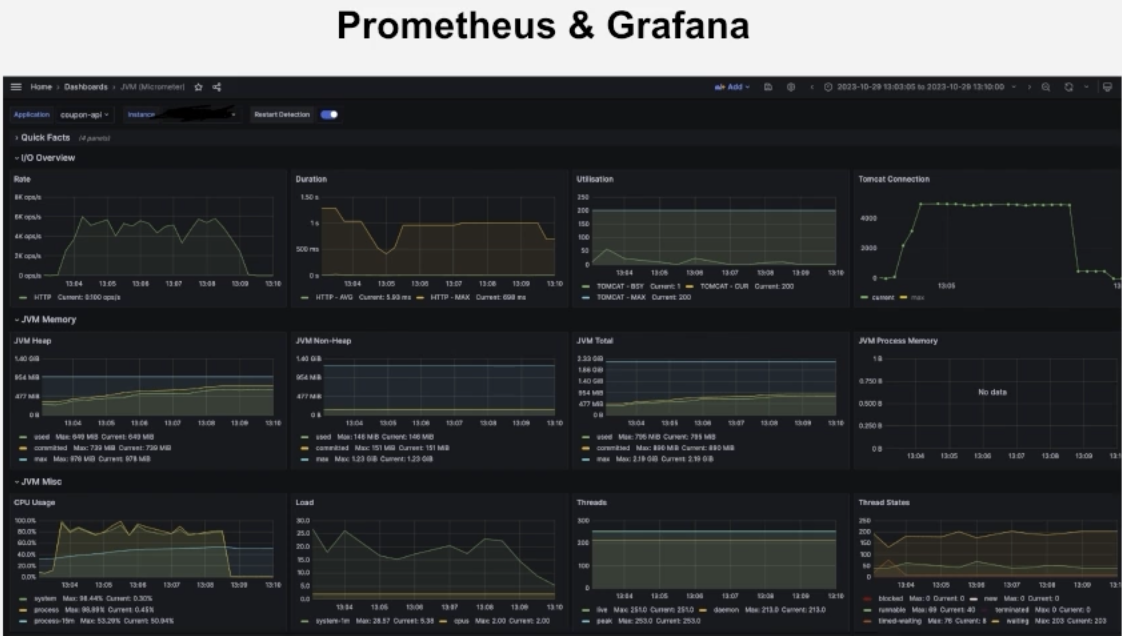 Prometheus & Grafana
Home › Dashboards › JVM (Micrometer)
Add
2023-10-29 13:03:05 to 2023-10-29 13:10:00
Application coupon-api Instance Restart Detection
Quick Facts (4 panels)
I/O Overview
Rate
8K ops/s
6K ops/s
4K ops/s
2K ops/s
0 ops/s
13:04 13:05 13:06 13:07 13:08 13:09 13:10
HTTP Current: 0.100 ops/s
Duration
1.50 s
1 s
500 ms
0 s
13:04 13:05 13:06 13:07 13:08 13:09 13:10
HTTP - AVG Current: 5.93 ms HTTP - MAX Current: 698 ms
Utilisation
250
200
150
100
50
0
13:04 13:05 13:06 13:07 13:08 13:09 13:10
TOMCAT - BSY Current: 1 TOMCAT - CUR Current: 200
TOMCAT - MAX Current: 200
Tomcat Connection
4000
2000
0
13:05
current max
JVM Memory
JVM Heap
1.40 GiB
954 MiB
477 MiB
0 B
13:04 13:05 13:06 13:07 13:08 13:09 13:10
used Max: 649 MiB Current: 649 MiB
committed Max: 739 MiB Current: 739 MiB
max Max: 978 MiB Current: 978 MiB
JVM Non-Heap
1.40 GiB
954 MiB
477 MiB
0 B
13:04 13:05 13:06 13:07 13:08 13:09 13:10
used Max: 146 MiB Current: 146 MiB
committed Max: 151 MiB Current: 151 MiB
max Max: 1.23 GiB Current: 1.23 GiB
JVM Total
2.33 GiB
1.86 GiB
1.40 GiB
954 MiB
477 MiB
0 B
13:04 13:05 13:06 13:07 13:08 13:09 13:10
used Max: 795 MiB Current: 795 MiB
committed Max: 890 MiB Current: 890 MiB
max Max: 2.19 GiB Current: 2.19 GiB
JVM Process Memory
1 B
0.750 B
0.500 B
0.250 B
0 B
No data
13:04 13:05 13:06 13:07 13:08 13:09
JVM Misc
CPU Usage
100.0%
80.0%
60.0%
40.0%
20.0%
0.0%
13:04 13:05 13:06 13:07 13:08 13:09 13:10
system Max: 98.44% Current: 0.30%
process Max: 98.89% Current: 0.45%
process-15m Max: 53.29% Current: 50.94%
Load
30.0
25.0
20.0
15.0
10.0
5.0
0.0
13:04 13:05 13:06 13:07 13:08 13:09 13:10
system-1m Max: 28.57 Current: 5.38 cpus Max: 2.00 Current: 2.00
Threads
300
200
100
0
13:04 13:05 13:06 13:07 13:08 13:09 13:10
live Max: 251.0 Current: 251.0 daemon Max: 213.0 Current: 213.0
peak Max: 253.0 Current: 253.0
Thread States
250
200
150
100
50
0
13:04 13:05 13:06 13:07 13:08 13:09
blocked Max: 0 Current: 0 new Max: 0 Current: 0
runnable Max: 69 Current: 40 terminated Max: 0 Current: 0
timed-waiting Max: 76 Current: 8 waiting Max: 203 Current: 203